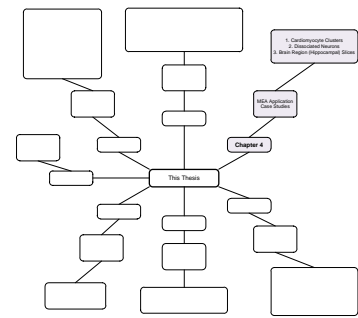 1. Cardiomyocyte Clusters
2. Dissociated Neurons
3. Brain Region (Hippocampal) Slices
MEA Application
Case Studies
Chapter 4
This Thesis